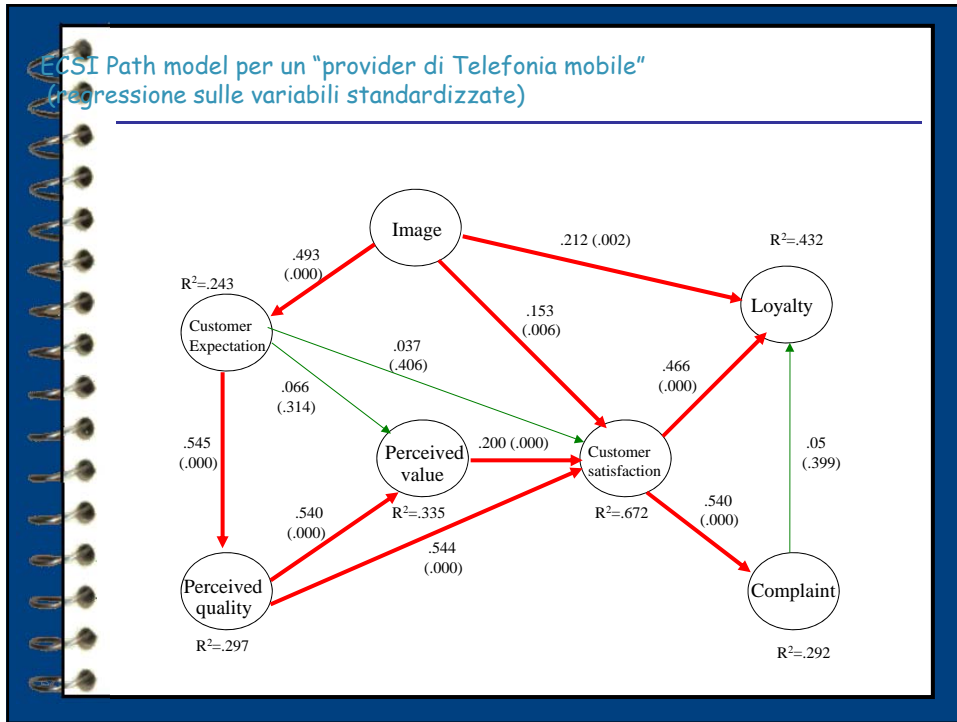 ECSI Path model per un “provider di Telefonia mobile”
(regressione sulle variabili standardizzate)
Image
.212 (.002)
R²=.432
.493
(.000)
R²=.243
Loyalty
Customer
Expectation
.153
(.006)
.037
(.406)
.466
(.000)
.066
(.314)
.545
(.000)
Perceived
value
.200 (.000)
Customer
satisfaction
.05
(.399)
.540
(.000)
R²=.335
R²=.672
.540
(.000)
.544
(.000)
Perceived
quality
Complaint
R²=.297
R²=.292